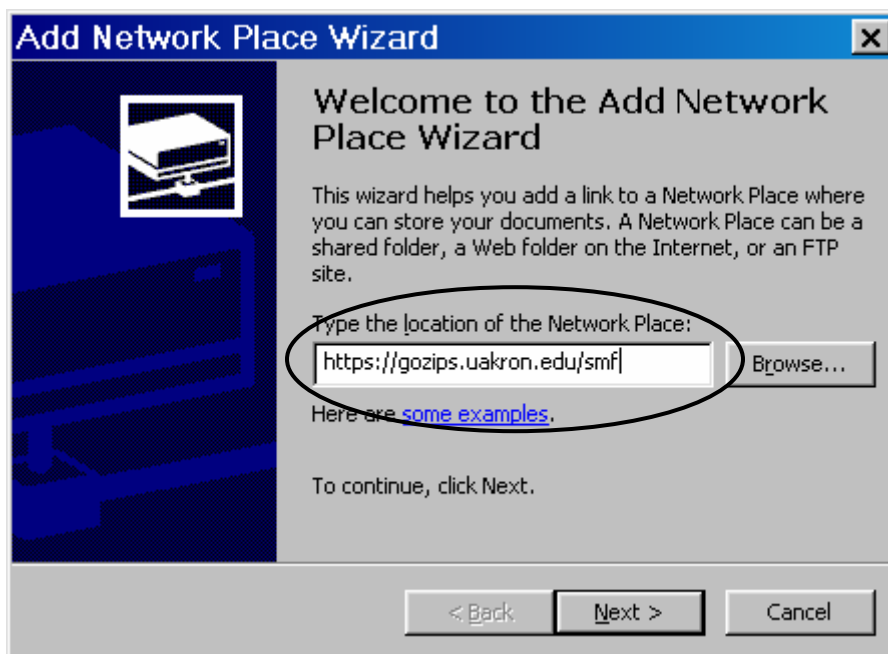 Add Network Place Wizard
Welcome to the Add Network
Place Wizard
This wizard helps you add a link to a Network Place where
you can store your documents. A Network Place can be a
shared folder, a Web folder on the Internet, or an FTP
site.
Type the location of the Network Place:
https://gozips.uakron.edu/smf
Browse...
Here are some examples.
To continue, click Next.
< Back
Next >
Cancel